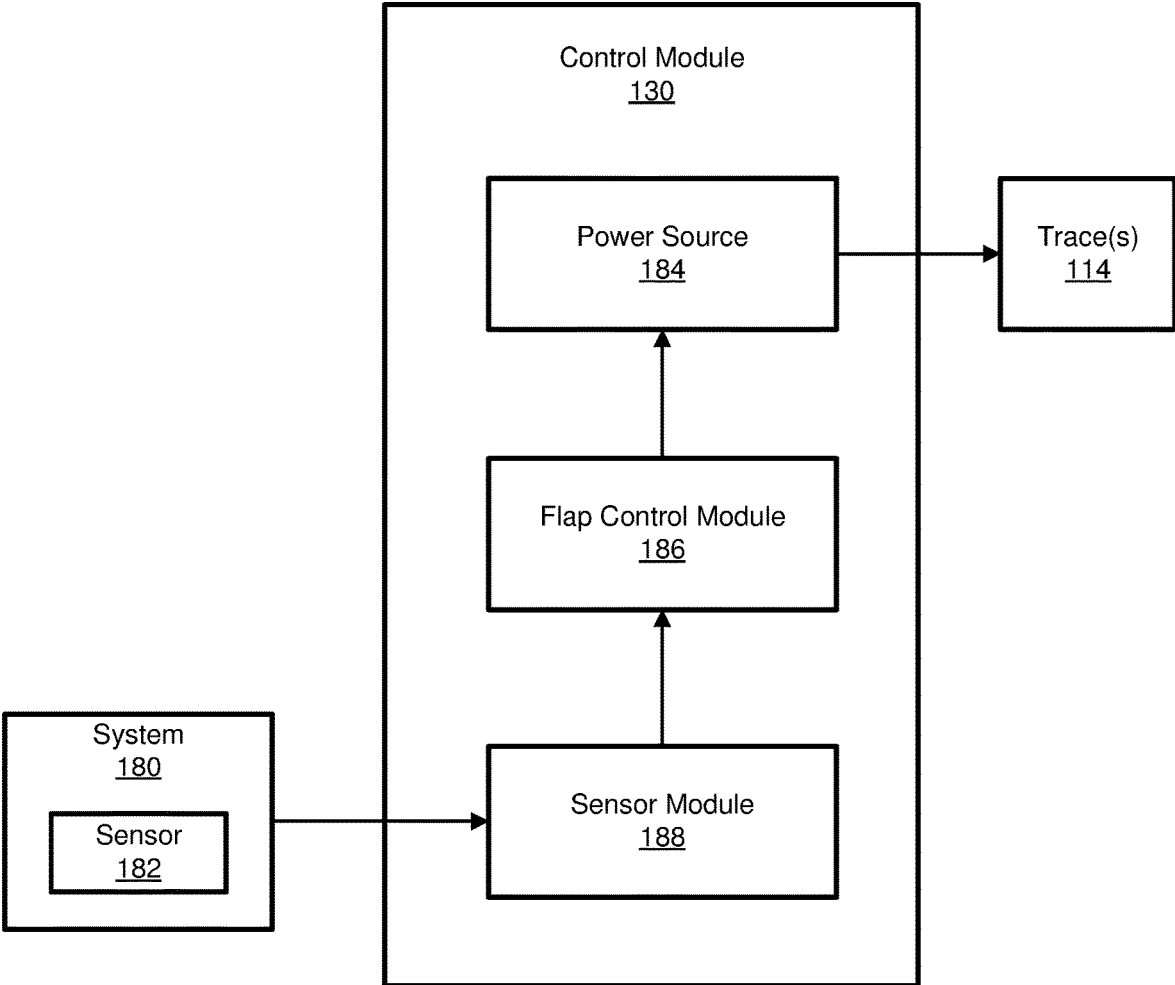 Control Module
130
Power Source
184
Trace(s)
114
Flap Control Module
186
System
180
Sensor
182
Sensor Module
188